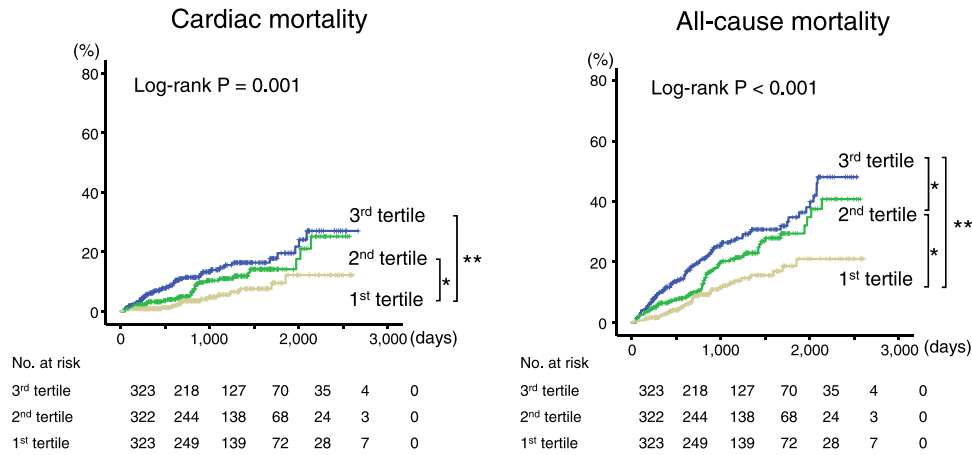 Cardiac mortality
(%)
80
60
40
20
0
Log-rank P = 0.001
3rd tertile
2nd tertile
1st tertile
*
**
0 1,000 2,000 3,000 (days)
No. at risk
3rd tertile 323 218 127 70 35 4 0
2nd tertile 322 244 138 68 24 3 0
1st tertile 323 249 139 72 28 7 0
All-cause mortality
(%)
80
60
40
20
0
Log-rank P < 0.001
3rd tertile
2nd tertile
1st tertile
*
*
**
0 1,000 2,000 3,000 (days)
No. at risk
3rd tertile 323 218 127 70 35 4 0
2nd tertile 322 244 138 68 24 3 0
1st tertile 323 249 139 72 28 7 0